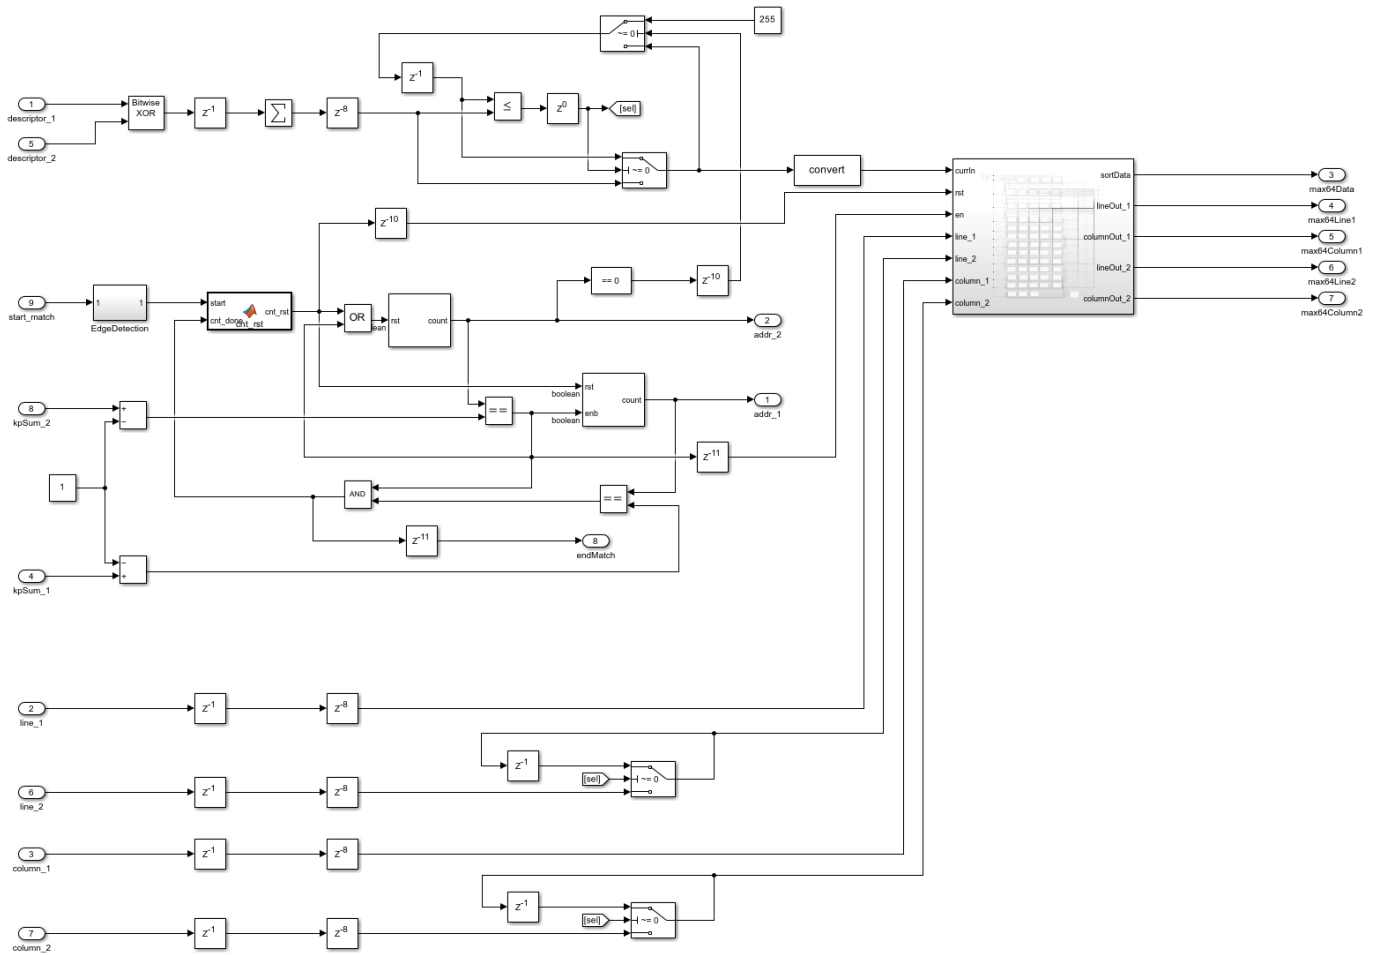 255
~= 0
z-1
1
descriptor_1
Bitwise
XOR
z-1
∑
z-8
≤
z0
[sel]
5
descriptor_2
~= 0
convert
currIn
sortData
3
max64Data
rst
lineOut_1
4
max64Line1
z-10
en
line_1
columnOut_1
5
max64Column1
line_2
lineOut_2
6
max64Line2
column_1
column_2
columnOut_2
7
max64Column2
== 0
z-10
9
start_match
1
1
EdgeDetection
start
cnt_done
cnt_rst
cnt_rst
OR
lean
rst
count
2
addr_2
rst
boolean
enb
boolean
count
1
addr_1
8
kpSum_2
+
−
==
z-11
1
AND
==
z-11
8
endMatch
−
+
4
kpSum_1
2
line_1
z-1
z-8
z-1
[sel]
~= 0
6
line_2
z-1
z-8
3
column_1
z-1
z-8
z-1
[sel]
~= 0
7
column_2
z-1
z-8